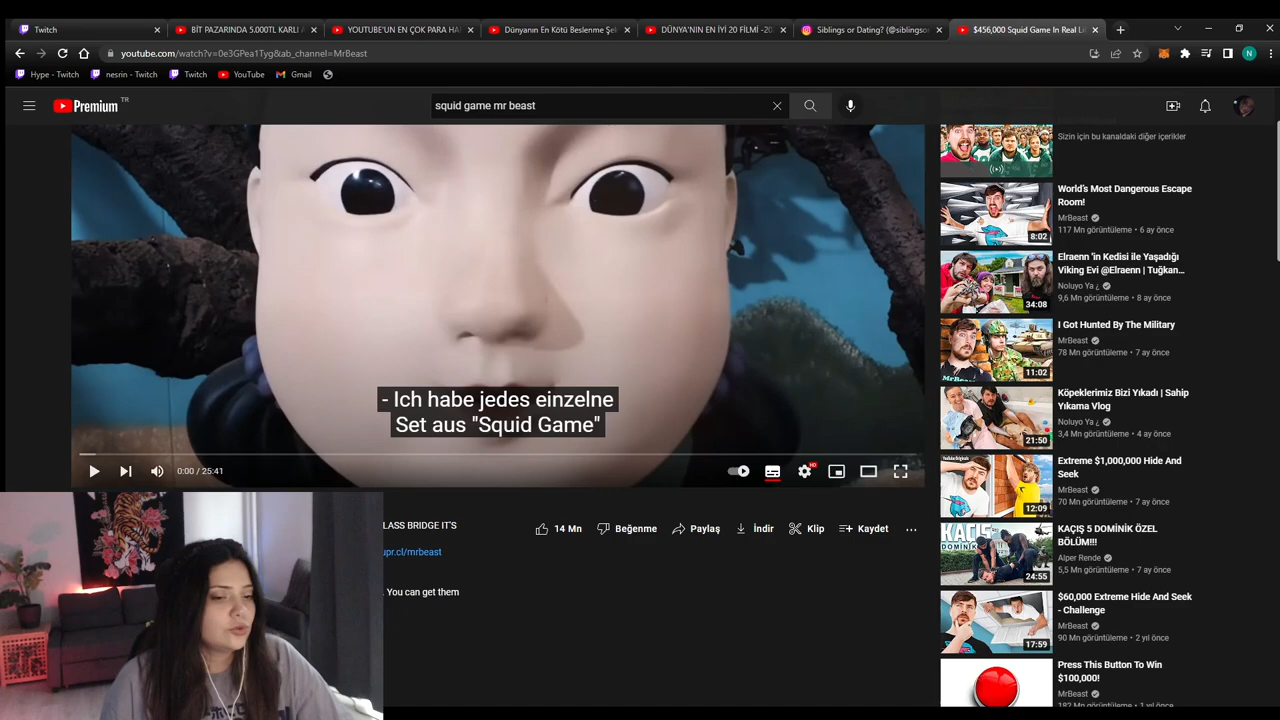 Twitch
BİT PAZARINDA 5.000TL KARLI A
YOUTUBE'UN EN ÇOK PARA HA
Dünyanın En Kötü Beslenme Şek
DÜNYA'NIN EN İYİ 20 FİLMİ -20
Siblings or Dating? (@siblingso
$456,000 Squid Game In Real Li
youtube.com/watch?v=0e3GPea1Tyg&ab_channel=MrBeast
N
Hype - Twitch
nesrin - Twitch
Twitch
YouTube
Gmail
Premium TR
squid game mr beast
Sizin için bu kanaldaki diğer içerikler
World's Most Dangerous Escape
Room!
MrBeast
117 Mn görüntüleme • 6 ay önce
8:02
Elraenn 'in Kedisi ile Yaşadığı
Viking Evi @Elraenn | Tuğkan...
Noluyo Ya ¿
9,6 Mn görüntüleme • 8 ay önce
34:08
I Got Hunted By The Military
MrBeast
78 Mn görüntüleme • 7 ay önce
11:02
Köpeklerimiz Bizi Yıkadı | Sahip
Yıkama Vlog
Noluyo Ya ¿
3,4 Mn görüntüleme • 4 ay önce
21:50
Extreme $1,000,000 Hide And
Seek
MrBeast
70 Mn görüntüleme • 7 ay önce
12:09
KAÇIŞ 5 DOMİNİK ÖZEL
BÖLÜM!!!
Alper Rende
5,5 Mn görüntüleme • 7 ay önce
KAÇIŞ
DOMİNİK
24:55
$60,000 Extreme Hide And Seek
- Challenge
MrBeast
90 Mn görüntüleme • 2 yıl önce
17:59
Press This Button To Win
$100,000!
MrBeast
182 Mn görüntüleme • 1 yıl önce
- Ich habe jedes einzelne
Set aus "Squid Game"
0:00 / 25:41
HD
LASS BRIDGE IT'S
14 Mn
Beğenme
Paylaş
İndir
Klip
Kaydet
upr.cl/mrbeast
. You can get them